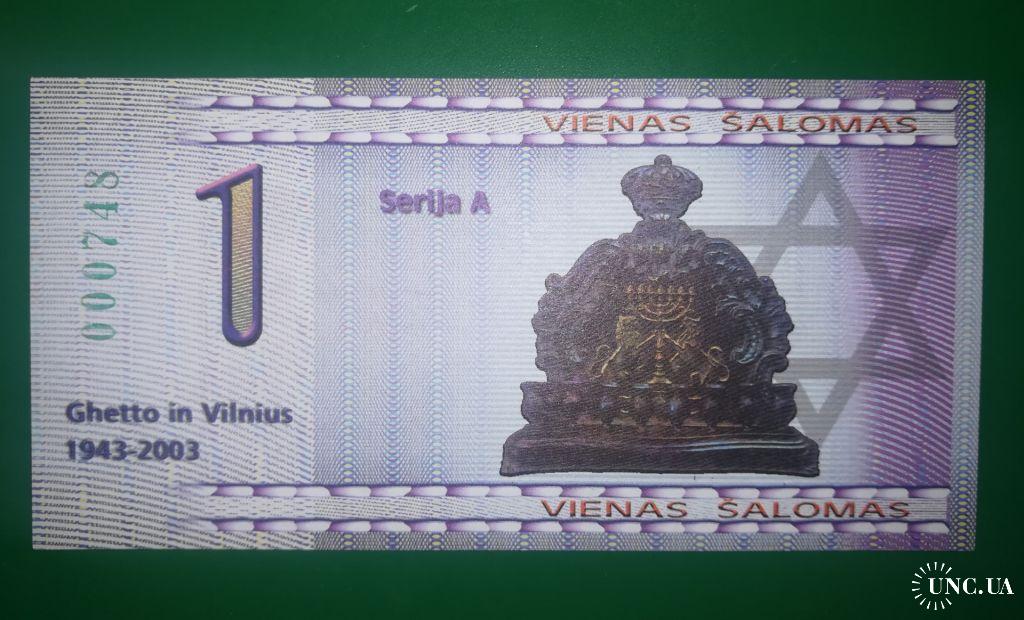 VIENAS ŠALOMAS
000748
1
Serija A
Ghetto in Vilnius
1943-2003
VIENAS ŠALOMAS
UNC.UA